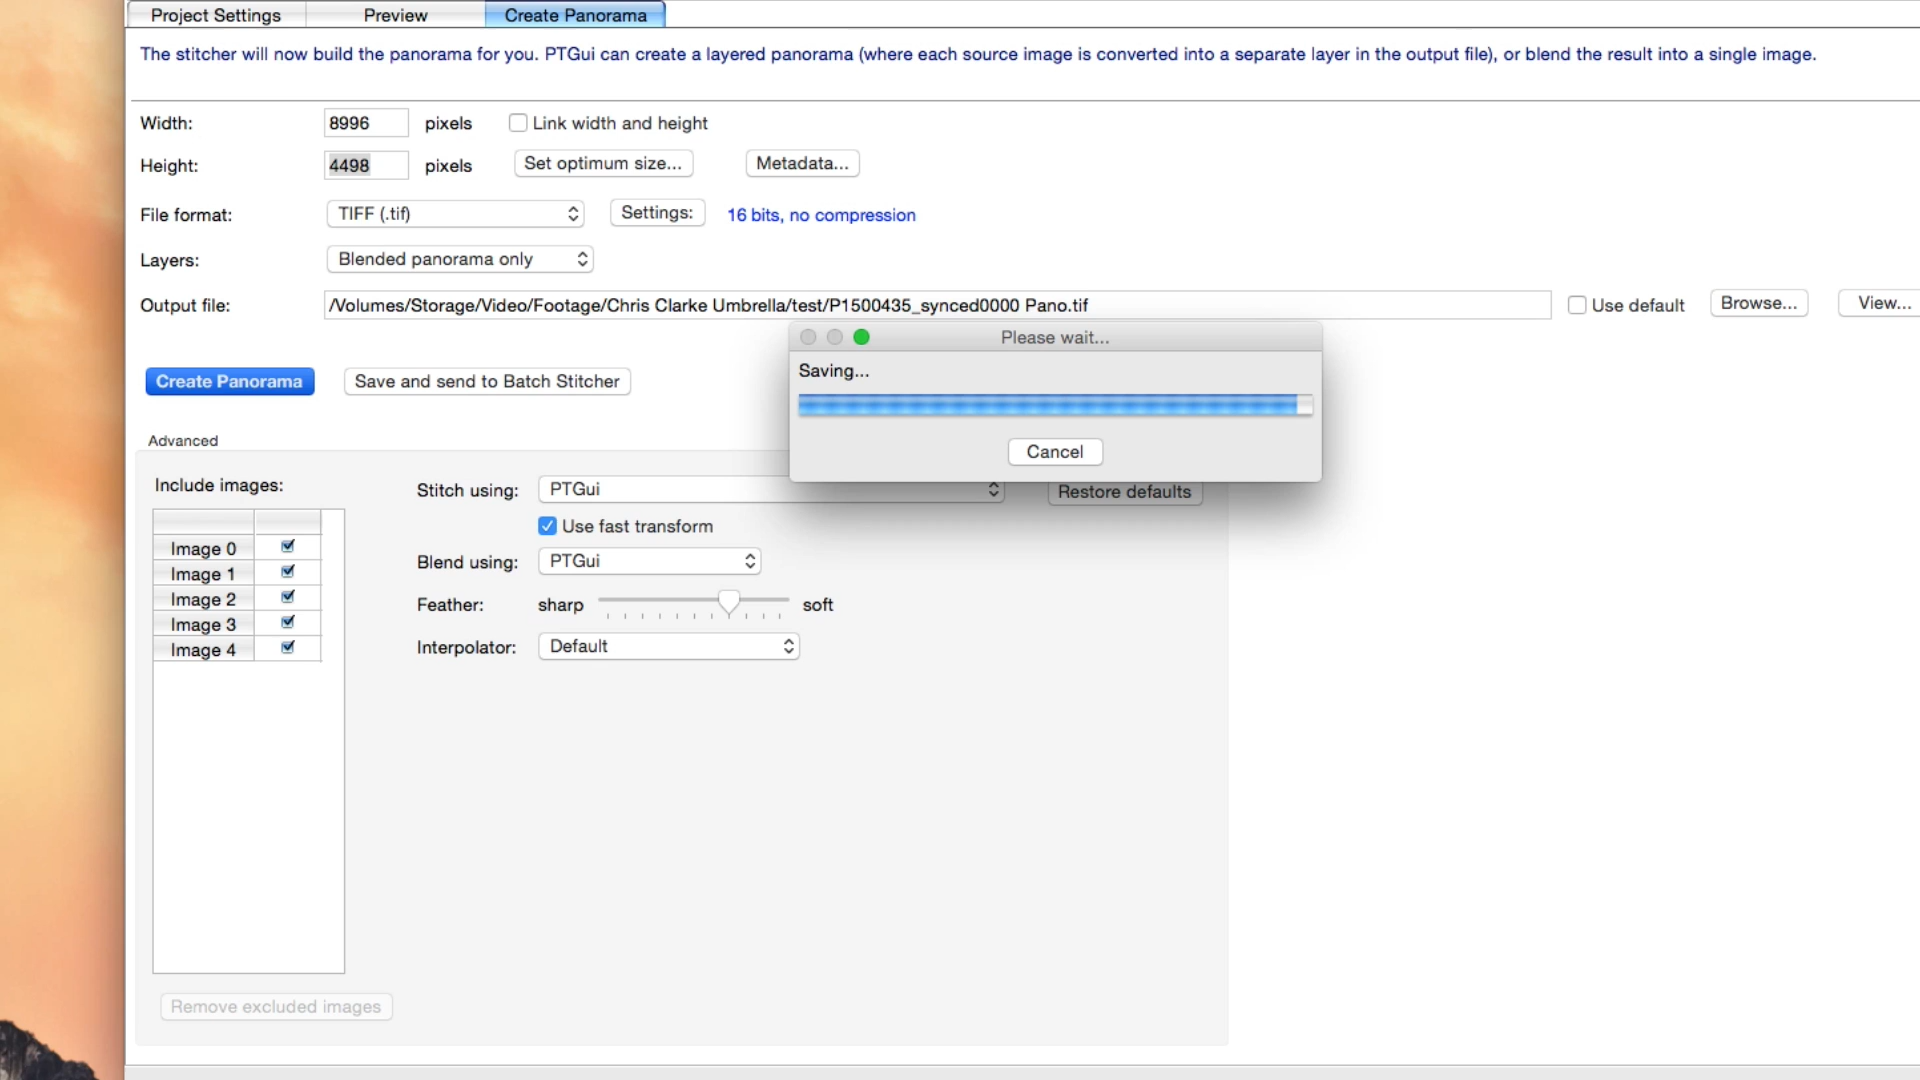 Project Settings
Preview
Create Panorama
The stitcher will now build the panorama for you. PTGui can create a layered panorama (where each source image is converted into a separate layer in the output file), or blend the result into a single image.
Width: 8996 pixels Link width and height
Height: 4498 pixels Set optimum size... Metadata...
File format: TIFF (.tif) Settings: 16 bits, no compression
Layers: Blended panorama only
Output file: /Volumes/Storage/Video/Footage/Chris Clarke Umbrella/test/P1500435_synced0000 Pano.tif Use default Browse... View...
Please wait...
Saving...
Cancel
Create Panorama Save and send to Batch Stitcher
Advanced
Include images:
Image 0
Image 1
Image 2
Image 3
Image 4
Stitch using: PTGui Restore defaults
Use fast transform
Blend using: PTGui
Feather: sharp soft
Interpolator: Default
Remove excluded images